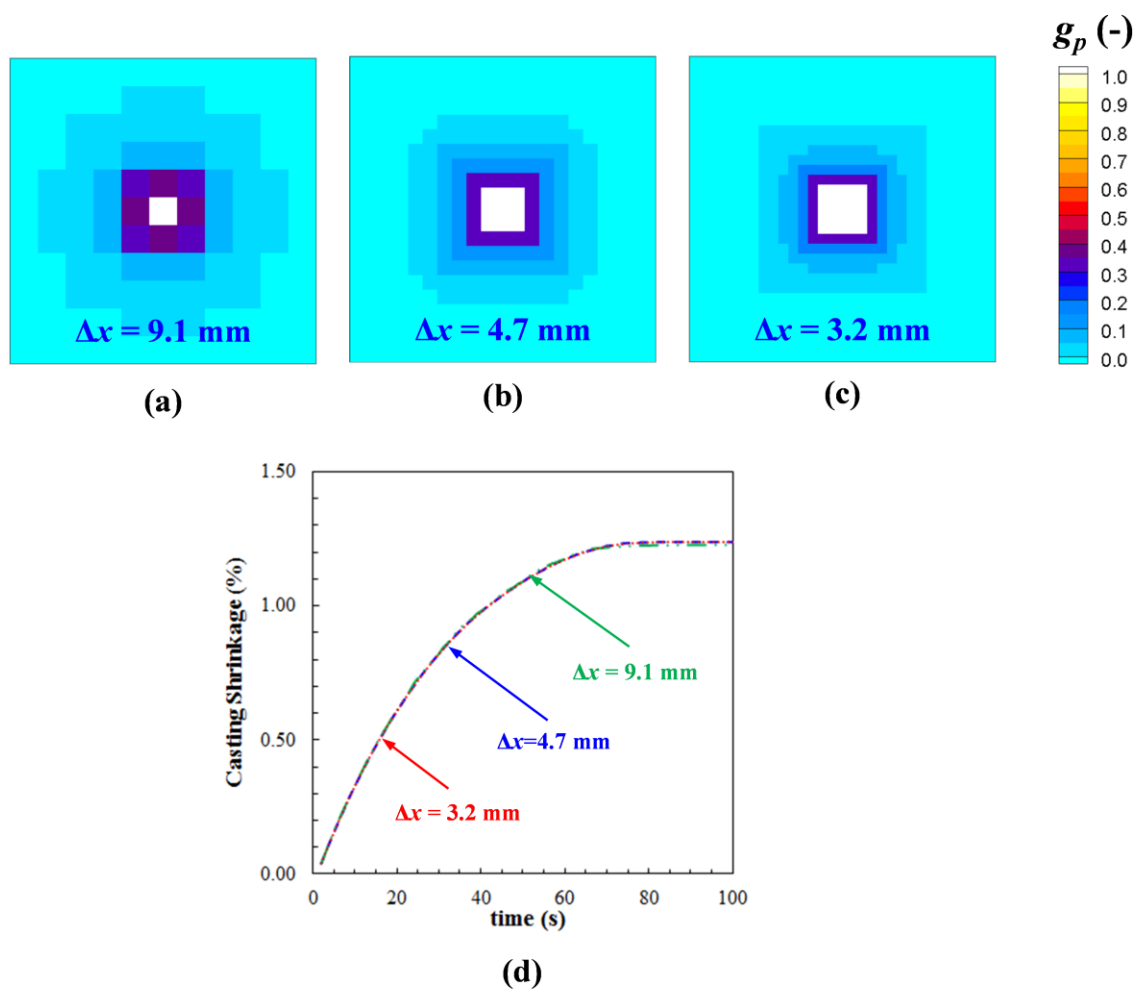 g_p (-)
1.0
0.9
0.8
0.7
0.6
0.5
0.4
0.3
0.2
0.1
0.0
Δx = 9.1 mm
Δx = 4.7 mm
Δx = 3.2 mm
(a)
(b)
(c)
1.50
1.00
0.50
0.00
Casting Shrinkage (%)
Δx = 9.1 mm
Δx=4.7 mm
Δx = 3.2 mm
0 20 40 60 80 100
time (s)
(d)